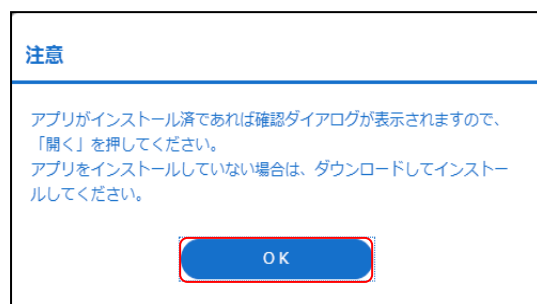 注意
アプリがインストール済であれば確認ダイアログが表示されますので、
「開く」を押してください。
アプリをインストールしていない場合は、ダウンロードしてインストー
ルしてください。
ＯＫ